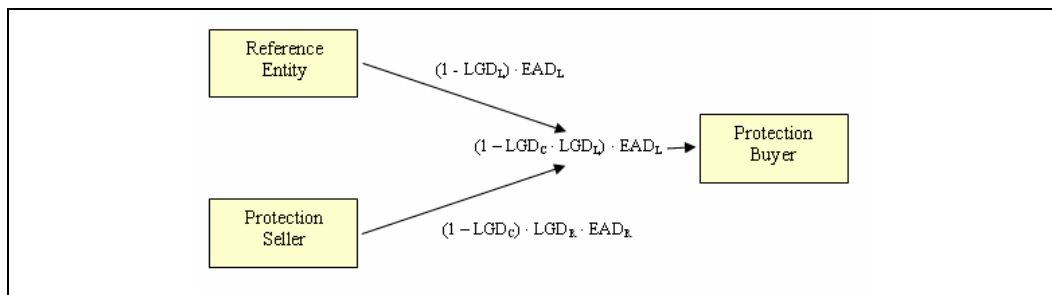 Reference
Entity
(1 - LGD_L) · EAD_L
(1 – LGD_C · LGD_L) · EAD_L
Protection
Buyer
Protection
Seller
(1 – LGD_C) · LGD_R · EAD_R